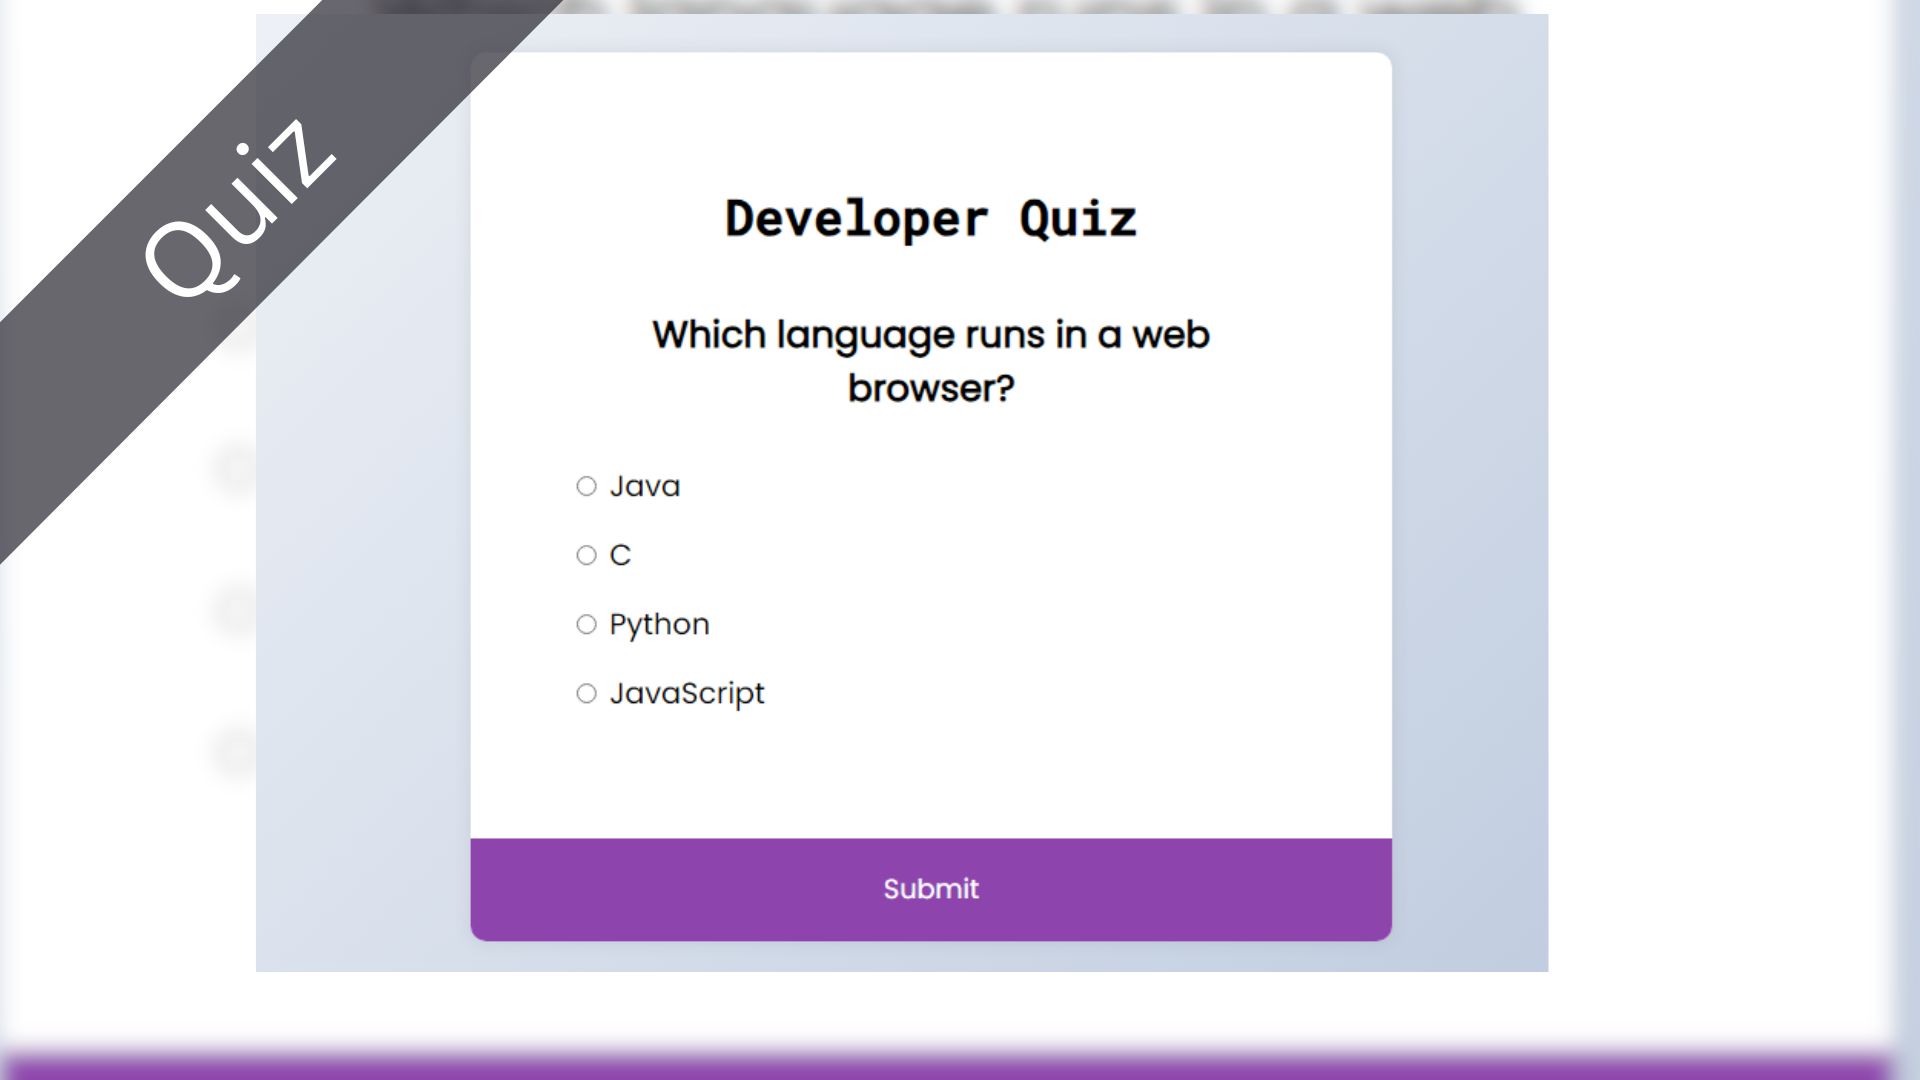 Quiz
Developer Quiz
Which language runs in a web
browser?
Java
C
Python
JavaScript
Submit